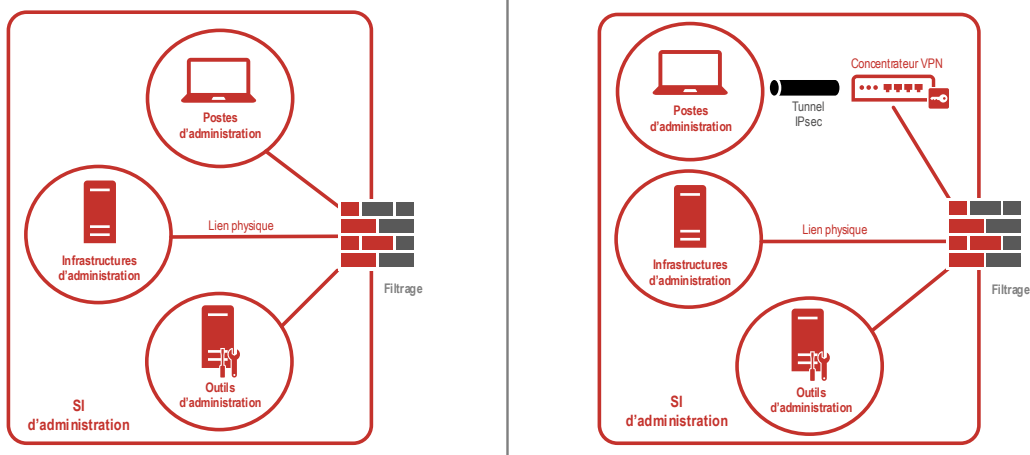 Postes
d'administration
Lien physique
Infrastructures
d'administration
Filtrage
Outils
d'administration
SI
d'administration
Concentrateur VPN
Postes
d'administration
Tunnel
IPsec
Lien physique
Infrastructures
d'administration
Filtrage
Outils
d'administration
SI
d'administration